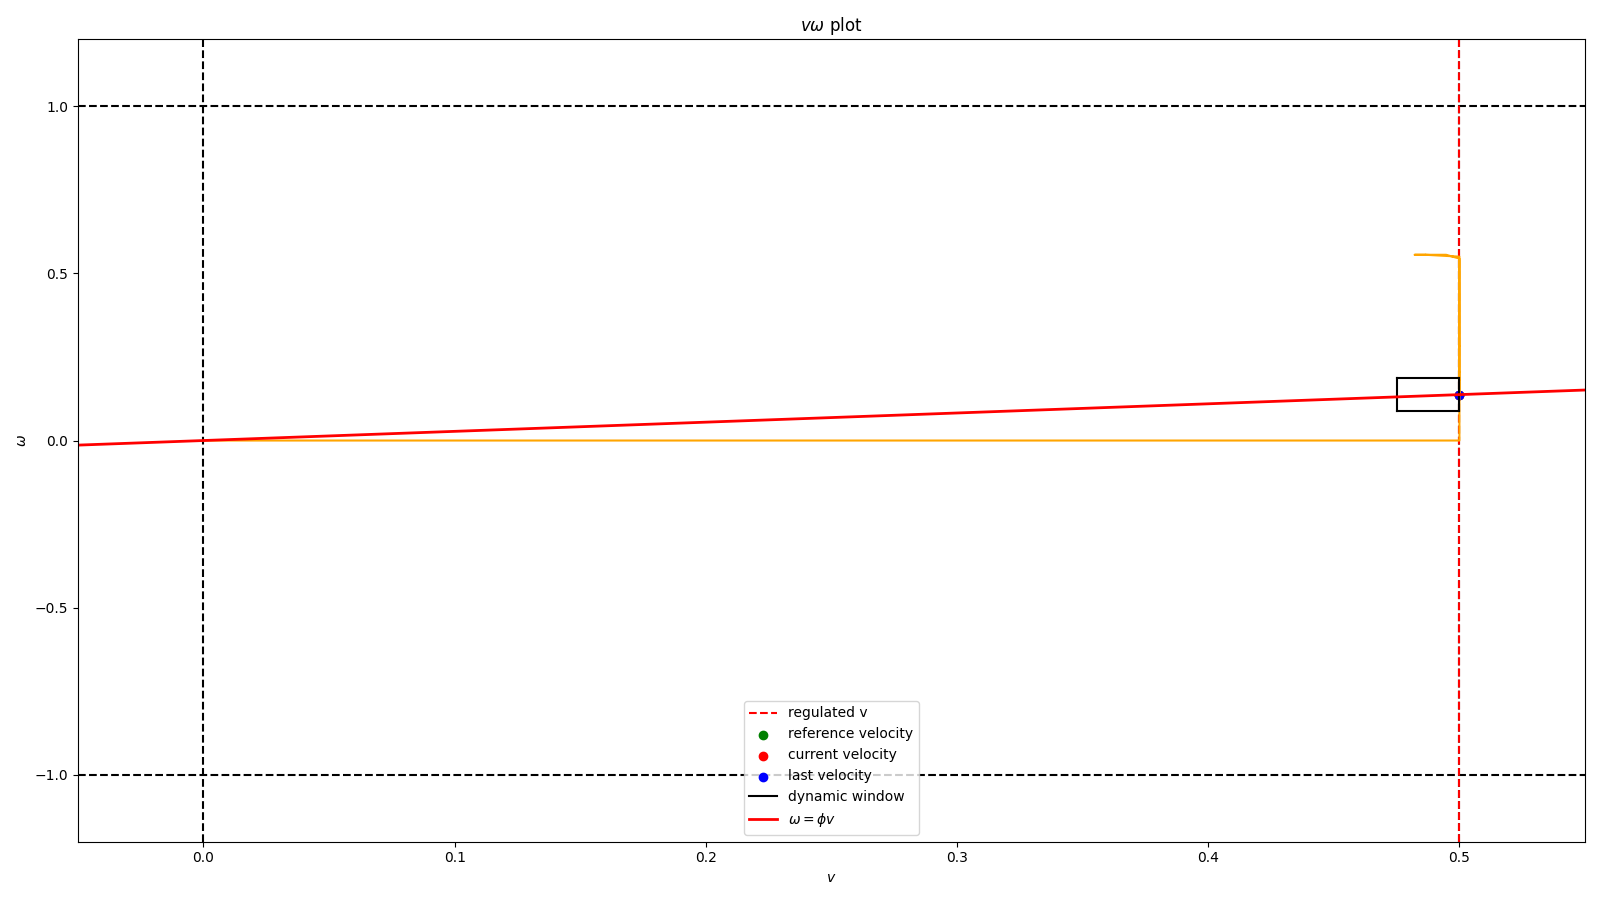 vω plot
1.0
0.5
0.0
−0.5
−1.0
ω
regulated v
reference velocity
current velocity
last velocity
dynamic window
ω = ϕv
0.0 0.1 0.2 0.3 0.4 0.5
v